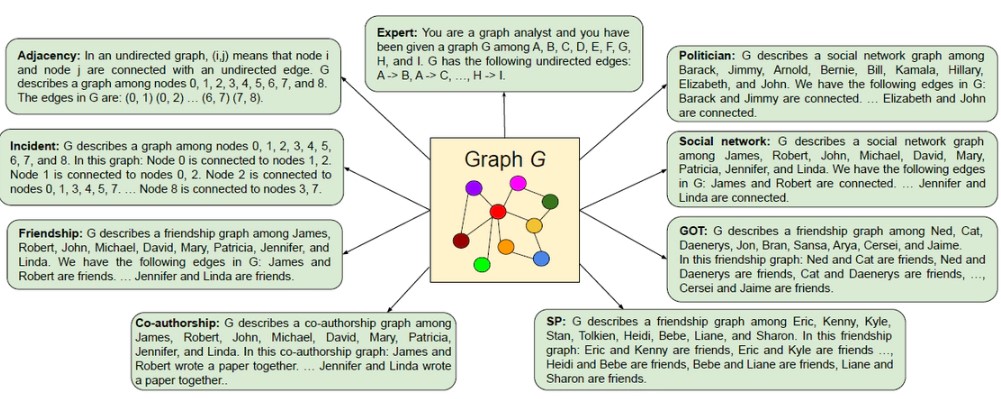 Expert: You are a graph analyst and you have
been given a graph G among A, B, C, D, E, F, G,
H, and I. G has the following undirected edges:
A -> B, A -> C, …, H -> I.
Adjacency: In an undirected graph, (i,j) means that node i
and node j are connected with an undirected edge. G
describes a graph among nodes 0, 1, 2, 3, 4, 5, 6, 7, and 8.
The edges in G are: (0, 1) (0, 2) … (6, 7) (7, 8).
Politician: G describes a social network graph among
Barack, Jimmy, Arnold, Bernie, Bill, Kamala, Hillary,
Elizabeth, and John. We have the following edges in G:
Barack and Jimmy are connected. … Elizabeth and John
are connected.
Incident: G describes a graph among nodes 0, 1, 2, 3, 4, 5,
6, 7, and 8. In this graph: Node 0 is connected to nodes 1, 2.
Node 1 is connected to nodes 0, 2. Node 2 is connected to
nodes 0, 1, 3, 4, 5, 7. … Node 8 is connected to nodes 3, 7.
Graph G
Social network: G describes a social network graph
among James, Robert, John, Michael, David, Mary,
Patricia, Jennifer, and Linda. We have the following edges
in G: James and Robert are connected. … Jennifer and
Linda are connected.
Friendship: G describes a friendship graph among James,
Robert, John, Michael, David, Mary, Patricia, Jennifer, and
Linda. We have the following edges in G: James and
Robert are friends. … Jennifer and Linda are friends.
GOT: G describes a friendship graph among Ned, Cat,
Daenerys, Jon, Bran, Sansa, Arya, Cersei, and Jaime.
In this friendship graph: Ned and Cat are friends, Ned and
Daenerys are friends, Cat and Daenerys are friends, …,
Cersei and Jaime are friends.
Co-authorship: G describes a co-authorship graph among
James, Robert, John, Michael, David, Mary, Patricia,
Jennifer, and Linda. In this co-authorship graph: James and
Robert wrote a paper together. … Jennifer and Linda wrote
a paper together..
SP: G describes a friendship graph among Eric, Kenny, Kyle,
Stan, Tolkien, Heidi, Bebe, Liane, and Sharon. In this friendship
graph: Eric and Kenny are friends, Eric and Kyle are friends …,
Heidi and Bebe are friends, Bebe and Liane are friends, Liane and
Sharon are friends.